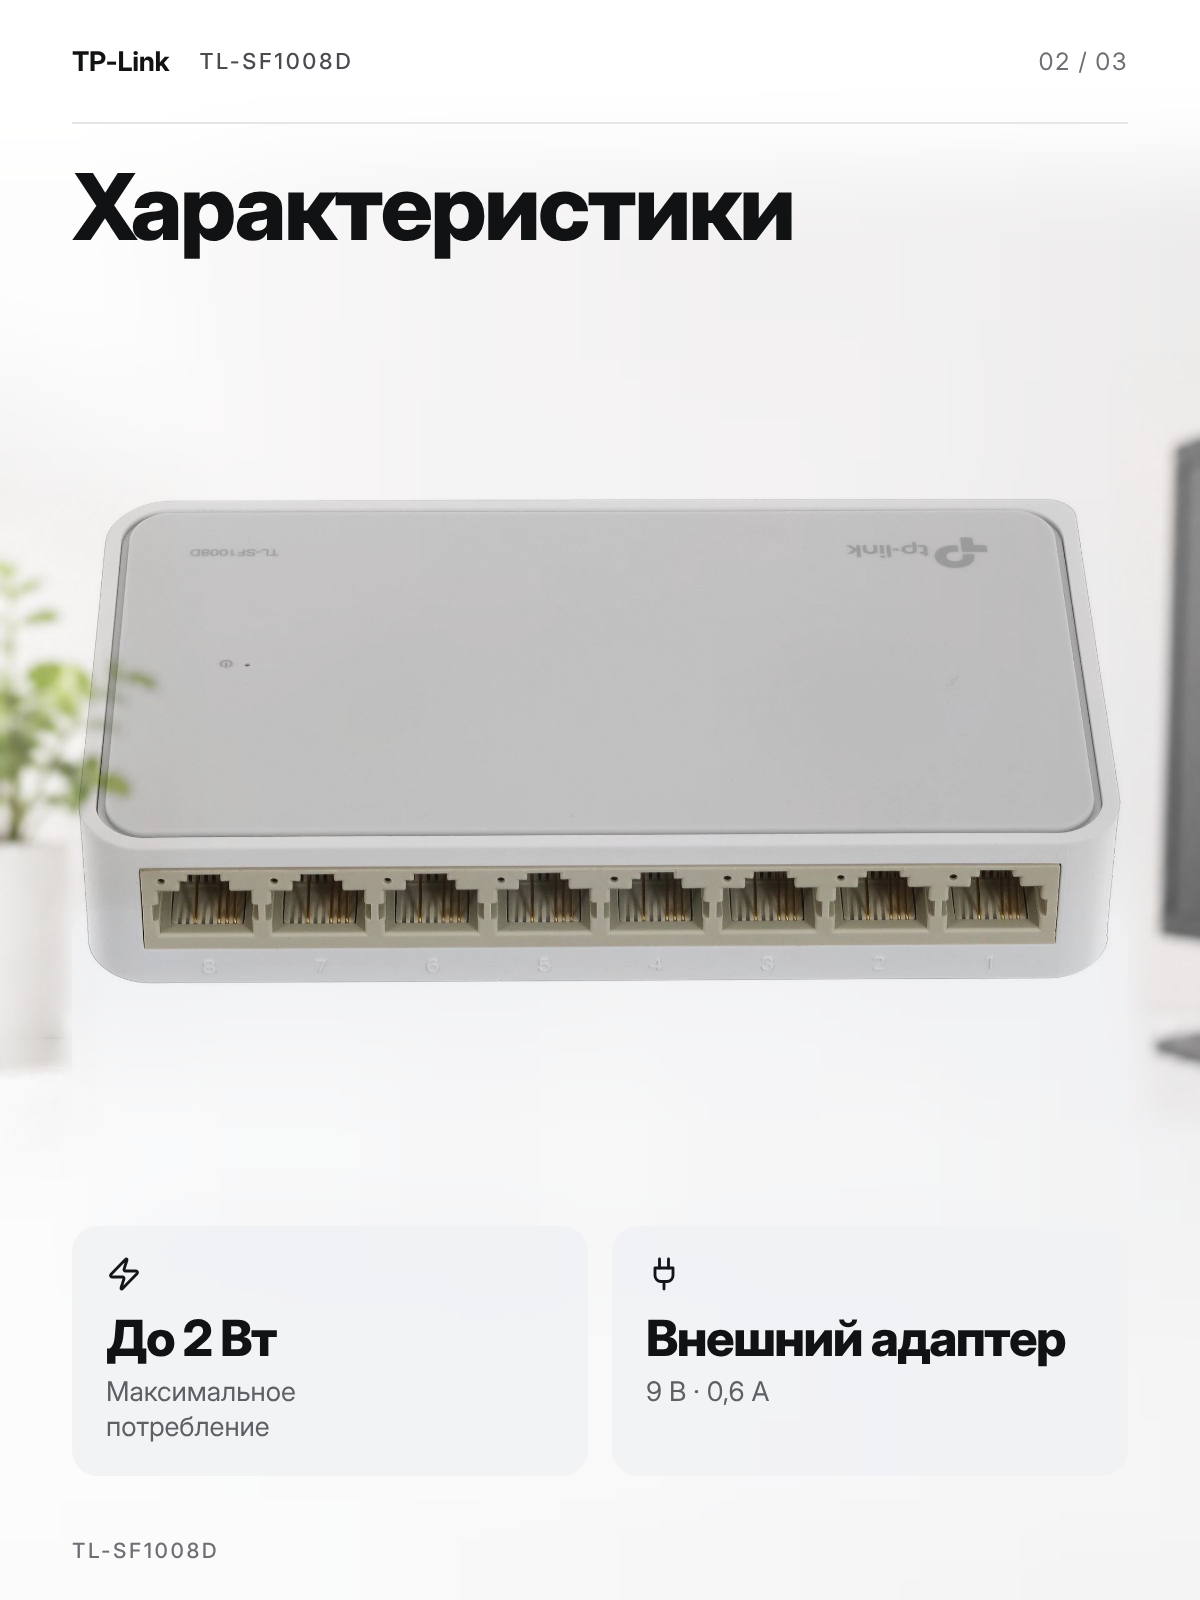 TP-Link TL-SF1008D 02 / 03
Характеристики
TL-SF1008D tp-link
8 7 6 5 4 3 2 1
До 2 Вт
Максимальное
потребление
Внешний адаптер
9 В · 0,6 А
TL-SF1008D